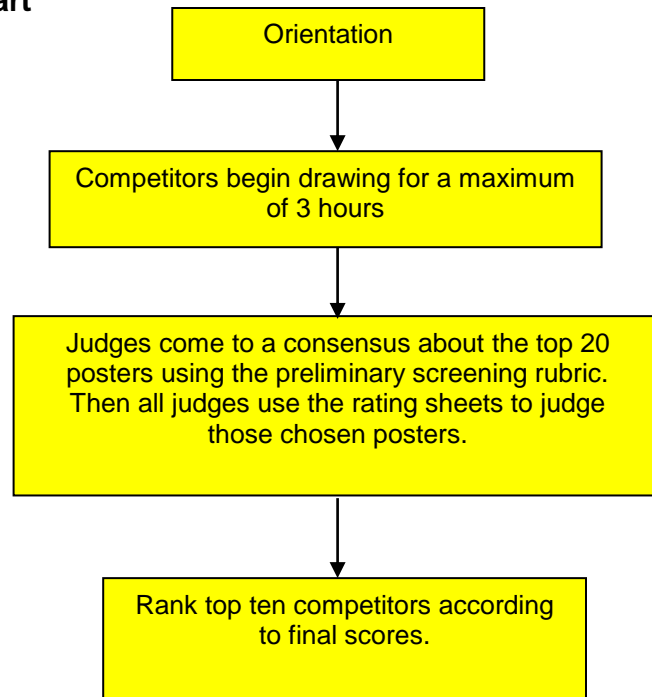 art
Orientation
Competitors begin drawing for a maximum
of 3 hours
Judges come to a consensus about the top 20
posters using the preliminary screening rubric.
Then all judges use the rating sheets to judge
those chosen posters.
Rank top ten competitors according
to final scores.